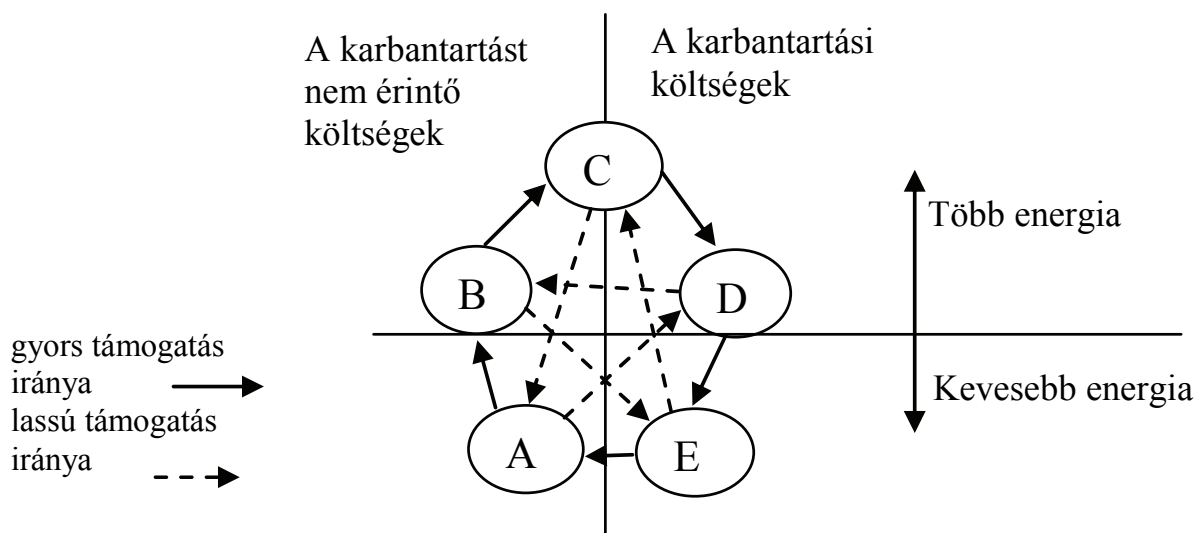 A karbantartást
nem érintő
költségek
A karbantartási
költségek
C
Több energia
B
D
gyors támogatás
iránya
lassú támogatás
iránya
Kevesebb energia
A
E